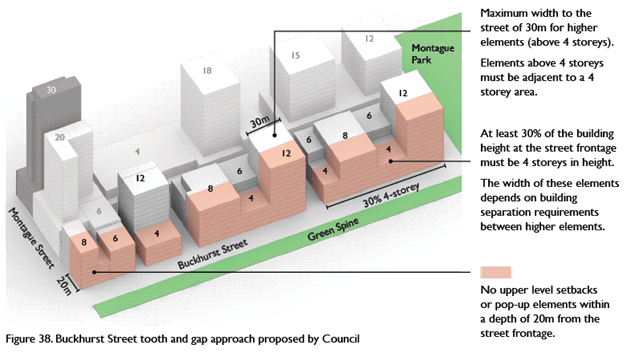 Maximum width to the
street of 30m for higher
elements (above 4 storeys).
Elements above 4 storeys
must be adjacent to a 4
storey area.
At least 30% of the building
height at the street frontage
must be 4 storeys in height.
The width of these elements
depends on building
separation requirements
between higher elements.
No upper level setbacks
or pop-up elements within
a depth of 20m from the
street frontage.
Montague
Park
12
15
18
30
20
4
6
12
30m
12
6
8
6
12
4
4
6
8
4
12
4
6
8
30% 4-storey
Green Spine
Buckhurst Street
Montague Street
20m
Figure 38. Buckhurst Street tooth and gap approach proposed by Council